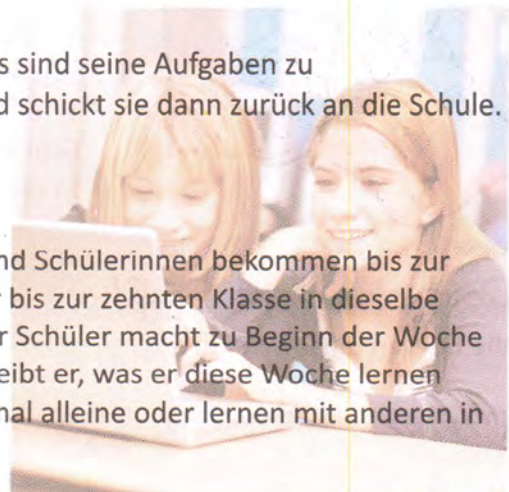 s sind seine Aufgaben zu
d schickt sie dann zurück an die Schule.
nd Schülerinnen bekommen bis zur
r bis zur zehnten Klasse in dieselbe
r Schüler macht zu Beginn der Woche
eibt er, was er diese Woche lernen
nal alleine oder lernen mit anderen in